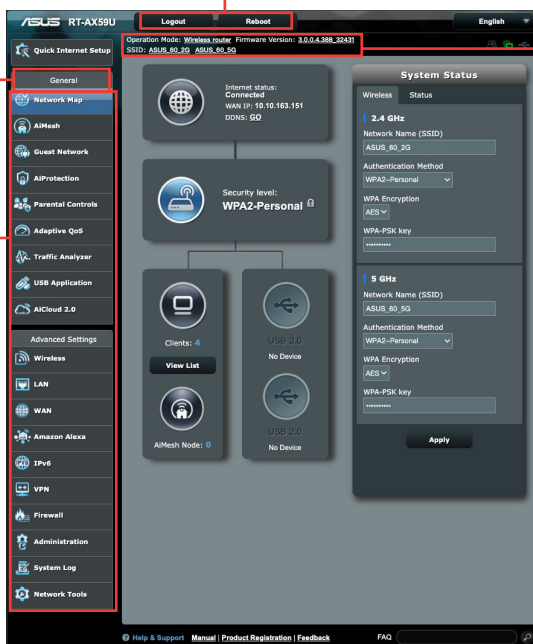 ASUS RT-AX59U
Logout
Reboot
English
Quick Internet Setup
Operation Mode: Wireless router Firmware Version: 3.0.0.4.388_32431
SSID: ASUS_60_2G ASUS_60_5G
General
Network Map
AiMesh
Guest Network
AiProtection
Parental Controls
Adaptive QoS
Traffic Analyzer
USB Application
AiCloud 2.0
Advanced Settings
Wireless
LAN
WAN
Amazon Alexa
IPv6
VPN
Firewall
Administration
System Log
Network Tools
Internet status:
Connected
WAN IP: 10.10.163.151
DDNS: GO
Security level:
WPA2-Personal
Clients: 4
View List
AiMesh Node: 0
USB 3.0
No Device
USB 2.0
No Device
System Status
Wireless
Status
2.4 GHz
Network Name (SSID)
ASUS_60_2G
Authentication Method
WPA2-Personal
WPA Encryption
AES
WPA-PSK key
••••••••••
5 GHz
Network Name (SSID)
ASUS_60_5G
Authentication Method
WPA2-Personal
WPA Encryption
AES
WPA-PSK key
••••••••••
Apply
Help & Support Manual | Product Registration | Feedback
FAQ